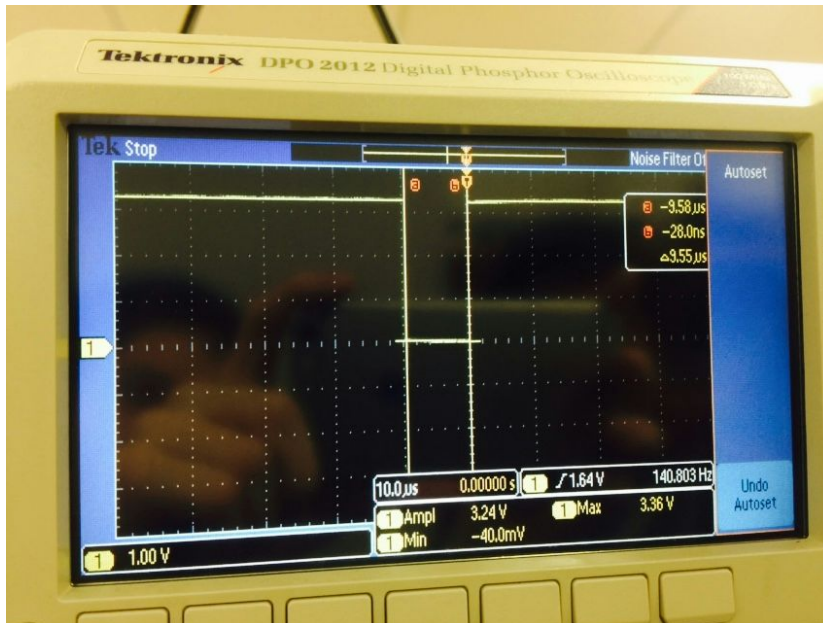 Tektronix DPO 2012 Digital Phosphor Oscilloscope
Tek Stop
Noise Filter Of
Autoset
a b
a -9.58µs
b -28.0ns
△9.55µs
1
10.0µs 0.00000 s
1 ∫ 1.64 V 140.803 Hz
1 Ampl 3.24 V 1 Max 3.36 V
1 Min -40.0mV
1 1.00 V
Undo
Autoset